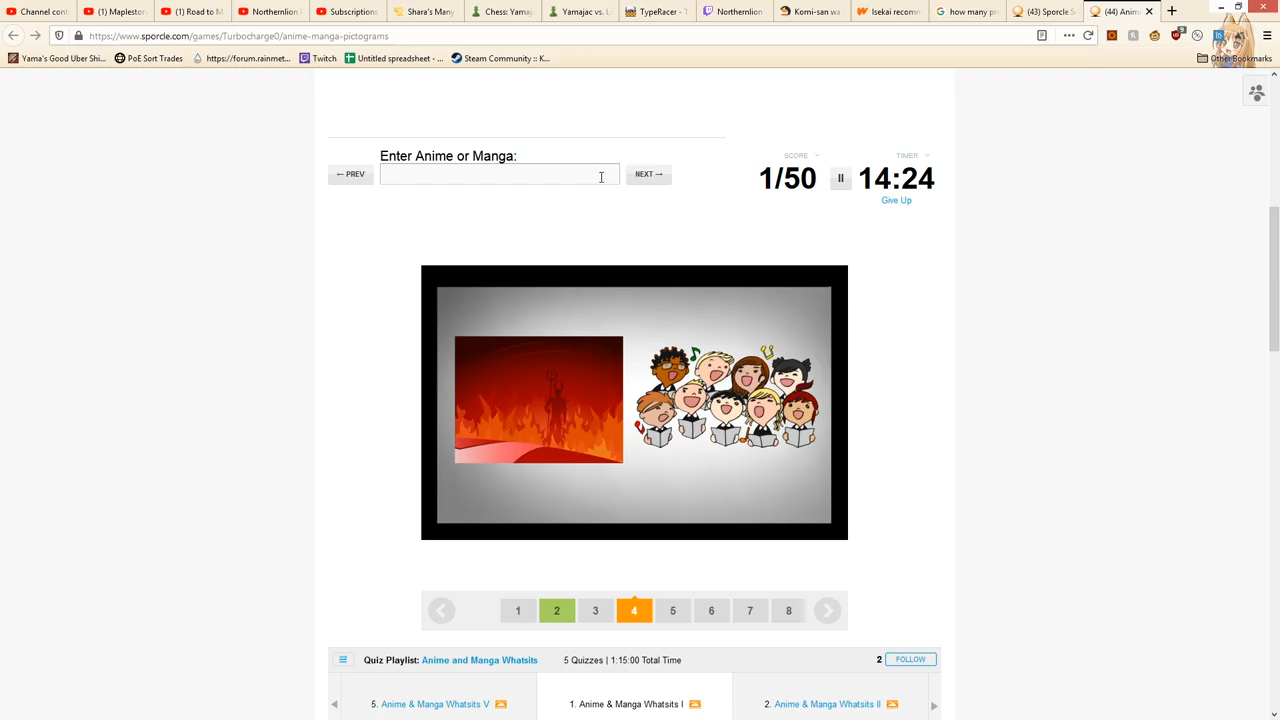 Channel cont
(1) Mapleston
(1) Road to M
Northernlion
Subscriptions
Shara's Many
Chess: Yamaj
Yamajac vs. L
TypeRacer - T
Northernlion
Komi-san wa
Isekai recomm
how many pr
(43) Sporcle S
(44) Anim
https://www.sporcle.com/games/Turbocharge0/anime-manga-pictograms
Yama's Good Uber Shi...
PoE Sort Trades
https://forum.rainmet...
Twitch
Untitled spreadsheet - ...
Steam Community :: K...
Other Bookmarks
Enter Anime or Manga:
← PREV
NEXT →
SCORE
1/50
TIMER
14:24
Give Up
1 2 3 4 5 6 7 8
Quiz Playlist: Anime and Manga Whatsits
5 Quizzes | 1:15:00 Total Time
2 FOLLOW
5. Anime & Manga Whatsits V
1. Anime & Manga Whatsits I
2. Anime & Manga Whatsits II